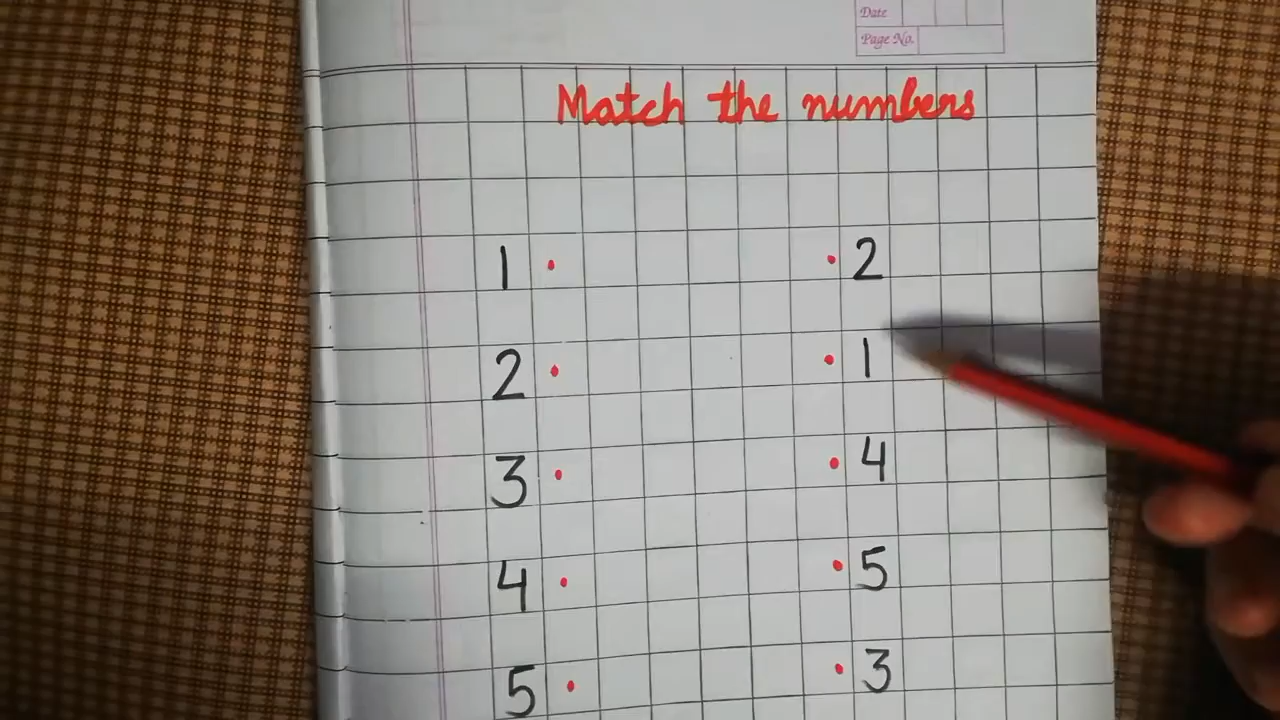 Date
Page No.
Match the numbers
1 • • 2
2 • • 1
3 • • 4
4 • • 5
5 • • 3